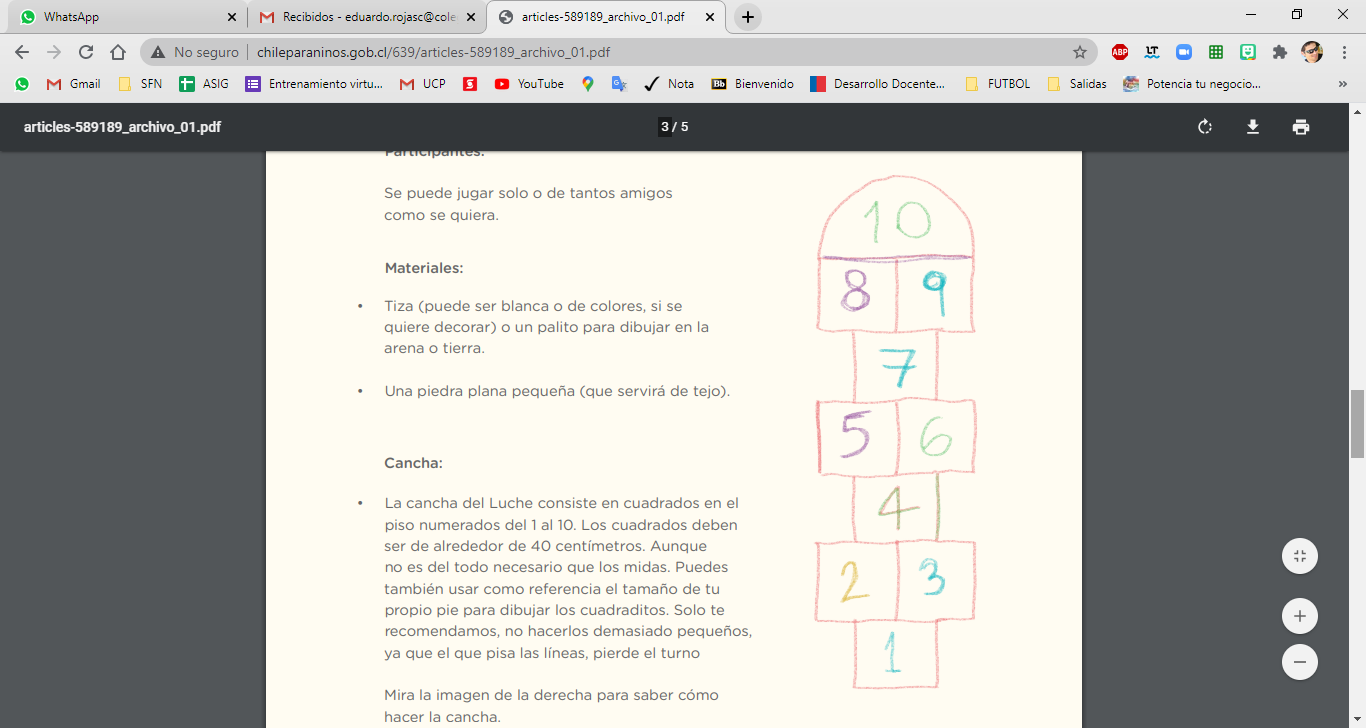 WhatsApp
Recibidos - eduardo.rojasc@cole
articles-589189_archivo_01.pdf
No seguro
chileparaninos.gob.cl/639/articles-589189_archivo_01.pdf
ABP
LT
Gmail
SFN
ASIG
Entrenamiento virtu...
UCP
YouTube
Nota
Bb
Bienvenido
Desarrollo Docente...
FUTBOL
Salidas
Potencia tu negocio...
»
articles-589189_archivo_01.pdf
3 / 5
Participantes:
Se puede jugar solo o de tantos amigos
como se quiera.
Materiales:
• Tiza (puede ser blanca o de colores, si se
quiere decorar) o un palito para dibujar en la
arena o tierra.
• Una piedra plana pequeña (que servirá de tejo).
Cancha:
• La cancha del Luche consiste en cuadrados en el
piso numerados del 1 al 10. Los cuadrados deben
ser de alrededor de 40 centímetros. Aunque
no es del todo necesario que los midas. Puedes
también usar como referencia el tamaño de tu
propio pie para dibujar los cuadraditos. Solo te
recomendamos, no hacerlos demasiado pequeños,
ya que el que pisa las líneas, pierde el turno
Mira la imagen de la derecha para saber cómo
hacer la cancha.
10
8 9
7
5 6
4
2 3
1